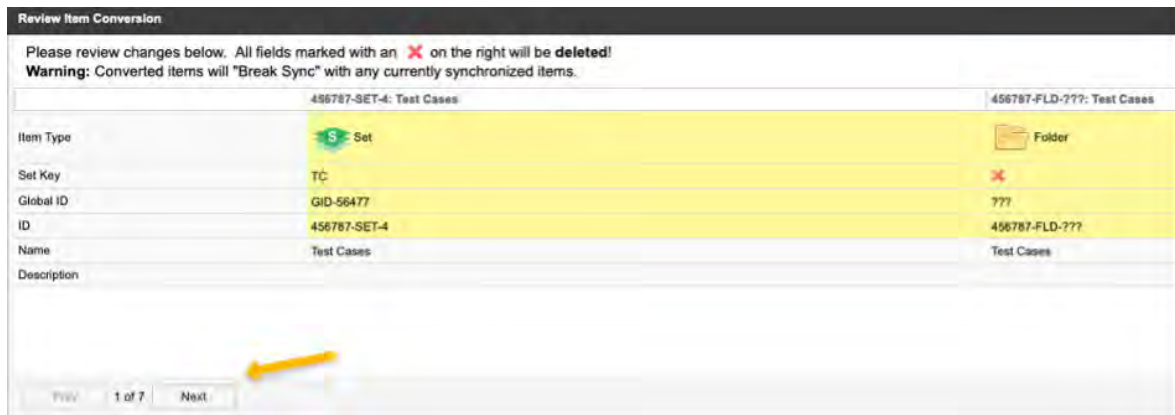 Review Item Conversion
Please review changes below. All fields marked with an ✕ on the right will be deleted!
Warning: Converted items will "Break Sync" with any currently synchronized items.
456787-SET-4: Test Cases 456787-FLD-???: Test Cases
Item Type S Set Folder
Set Key TC ✕
Global ID GID-56477 ???
ID 456787-SET-4 456787-FLD-???
Name Test Cases Test Cases
Description
Prev 1 of 7 Next